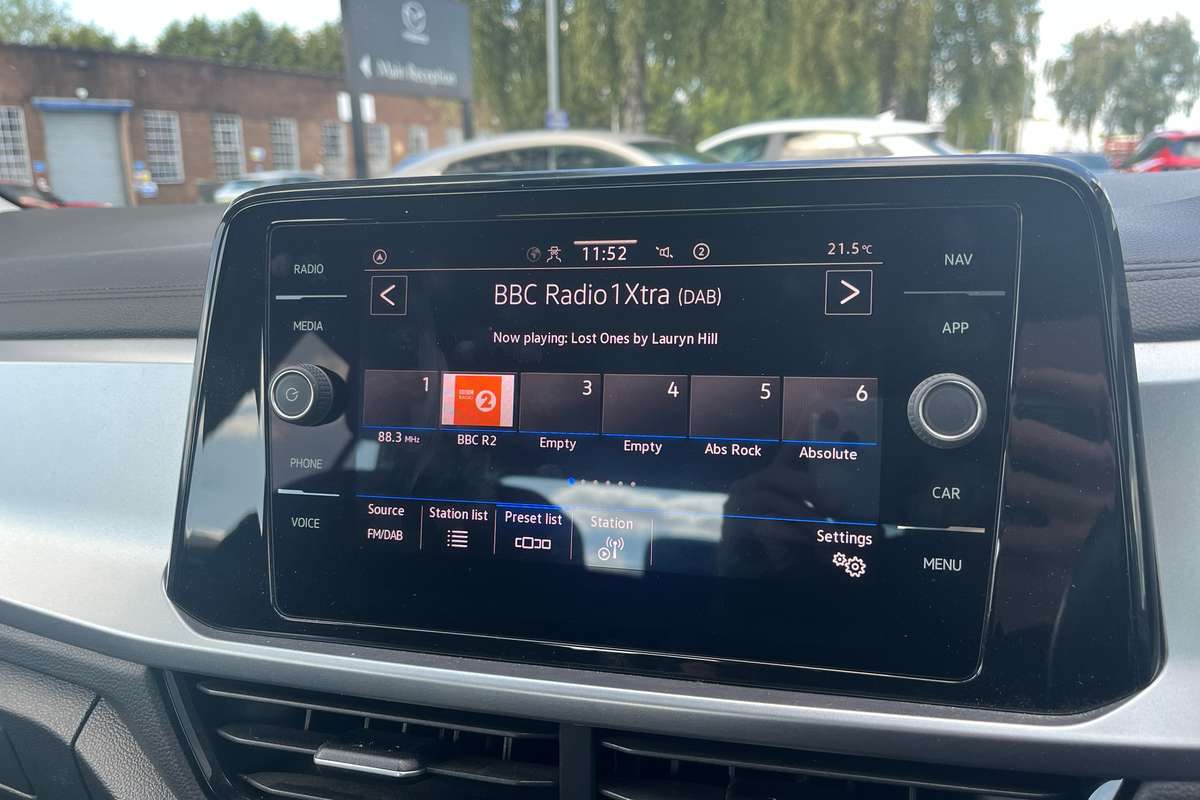 Main Reception
RADIO
MEDIA
PHONE
VOICE
11:52
2
21.5°C
BBC Radio 1Xtra (DAB)
Now playing: Lost Ones by Lauryn Hill
1
2
3
4
5
6
88.3 MHz
BBC R2
Empty
Empty
Abs Rock
Absolute
Source
FM/DAB
Station list
Preset list
Station
Settings
NAV
APP
CAR
MENU